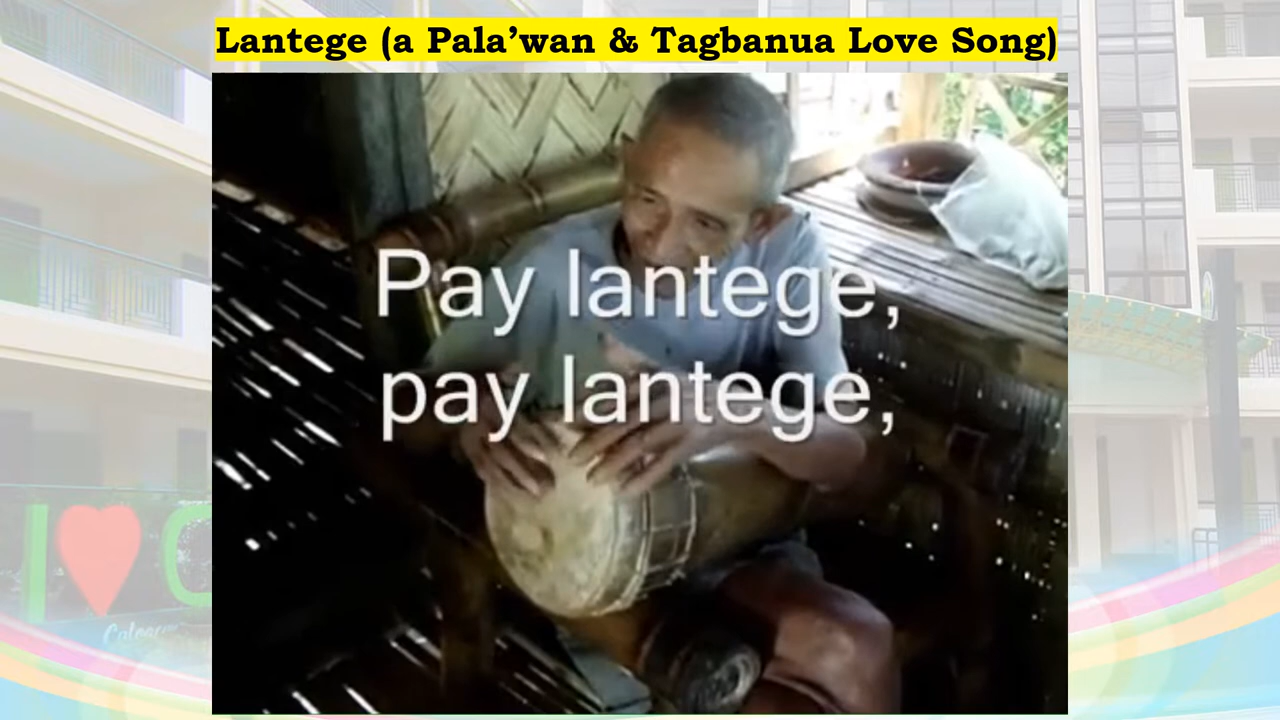 Lantege (a Pala’wan & Tagbanua Love Song)
Pay lantege,
pay lantege,
I